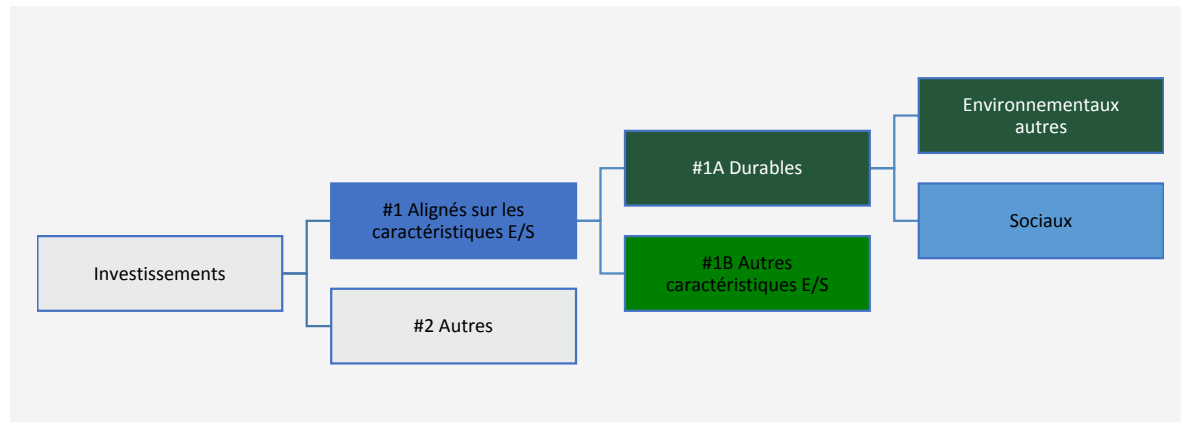 Investissements
#1 Alignés sur les
caractéristiques E/S
#2 Autres
#1A Durables
#1B Autres
caractéristiques E/S
Environnementaux
autres
Sociaux